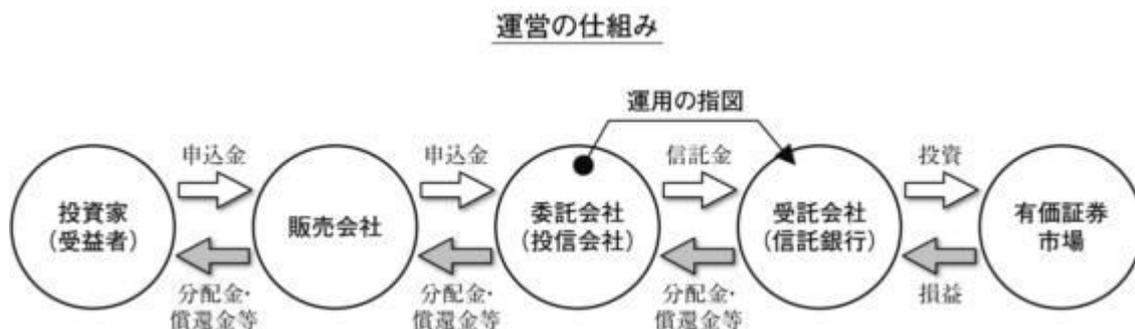 運営の仕組み
運用の指図
申込金
申込金
信託金
投資
投資家
（受益者）
販売会社
委託会社
（投信会社）
受託会社
（信託銀行）
有価証券
市場
分配金・
償還金等
分配金・
償還金等
分配金・
償還金等
損益